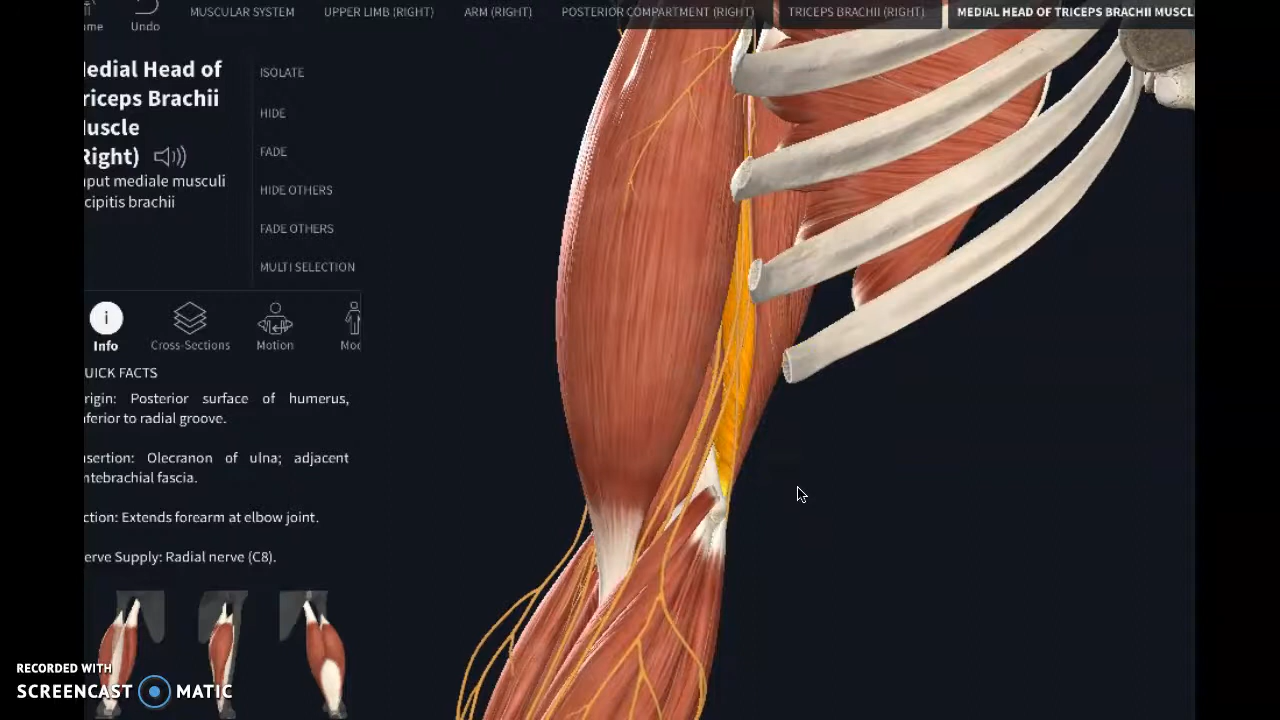 ome Undo MUSCULAR SYSTEM UPPER LIMB (RIGHT) ARM (RIGHT) POSTERIOR COMPARTMENT (RIGHT) TRICEPS BRACHII (RIGHT) MEDIAL HEAD OF TRICEPS BRACHII MUSCL
edial Head of
riceps Brachii
uscle
Right)
aput mediale musculi
icipitis brachii
ISOLATE
HIDE
FADE
HIDE OTHERS
FADE OTHERS
MULTI SELECTION
i
Info Cross-Sections Motion Moc
UICK FACTS
rigin: Posterior surface of humerus,
nferior to radial groove.
sertion: Olecranon of ulna; adjacent
ntebrachial fascia.
ction: Extends forearm at elbow joint.
erve Supply: Radial nerve (C8).
RECORDED WITH
SCREENCAST MATIC